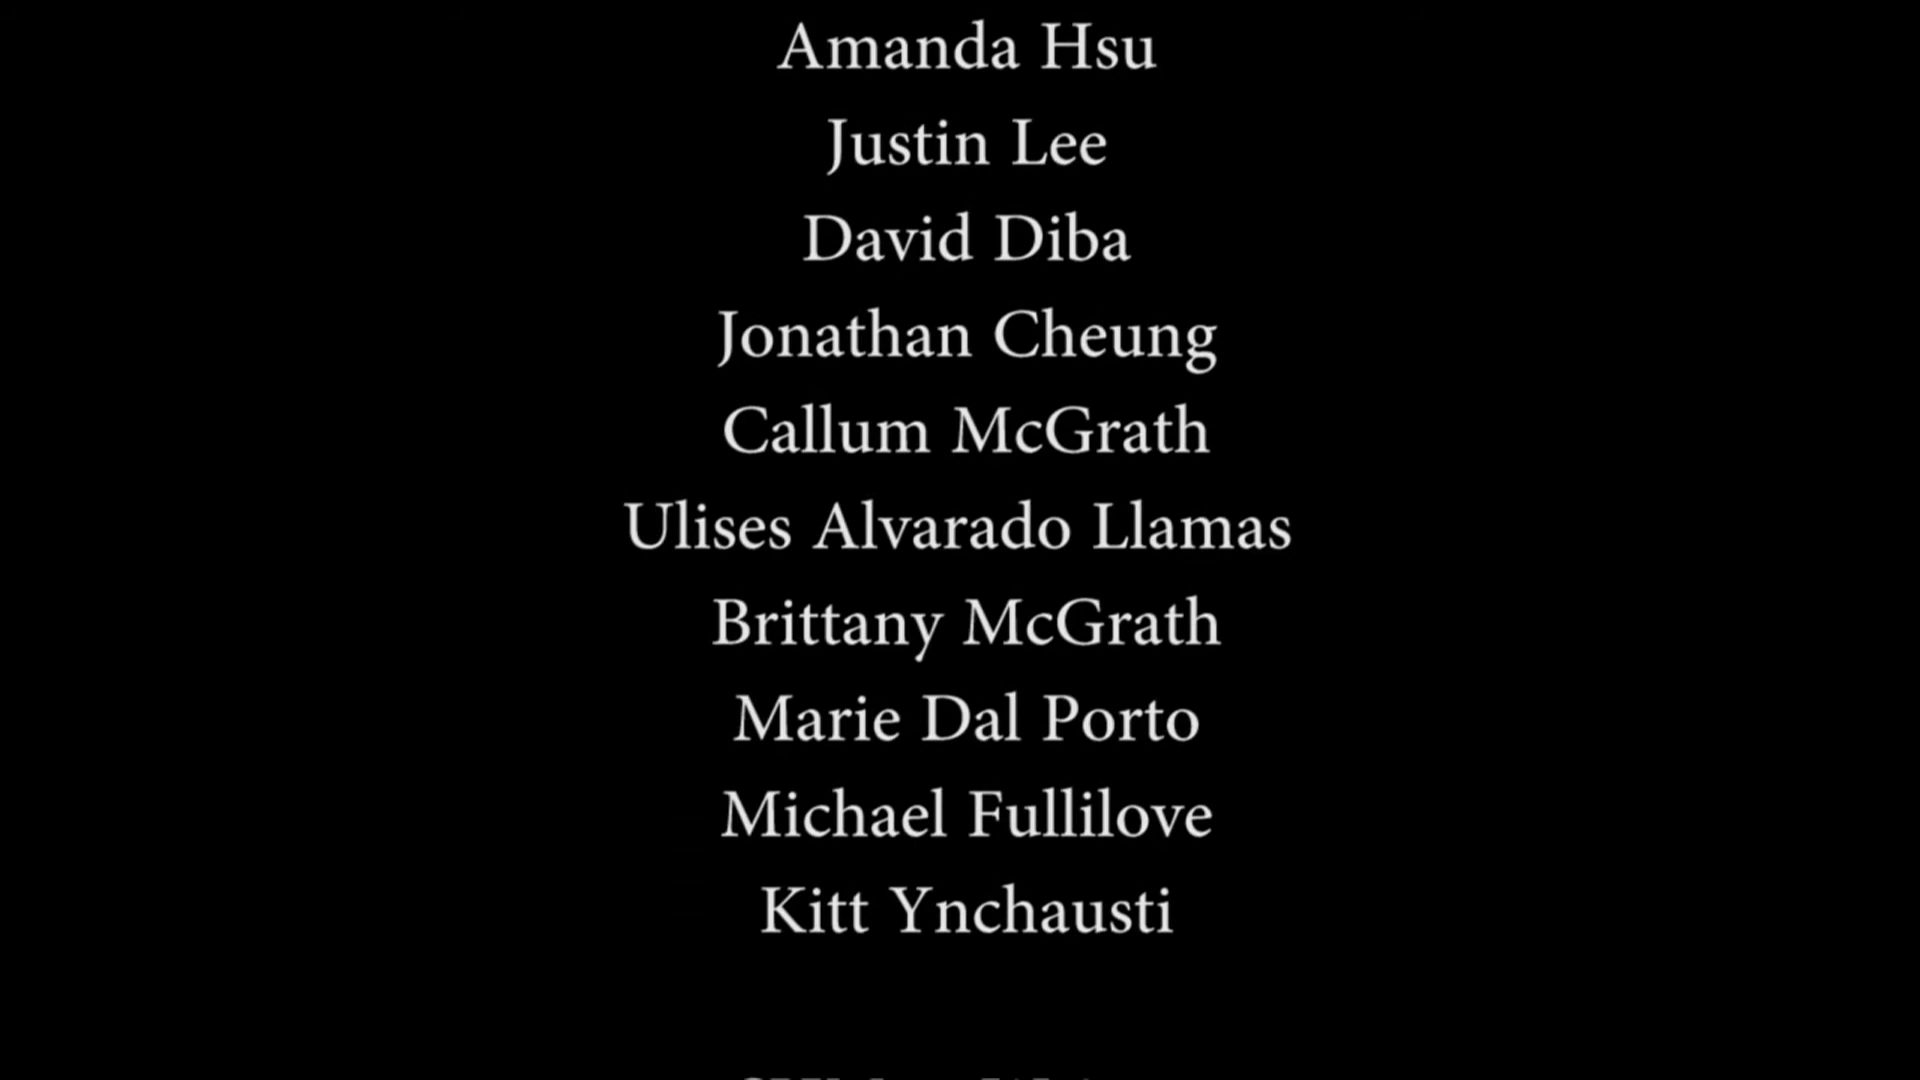 Amanda Hsu
Justin Lee
David Diba
Jonathan Cheung
Callum McGrath
Ulises Alvarado Llamas
Brittany McGrath
Marie Dal Porto
Michael Fullilove
Kitt Ynchausti